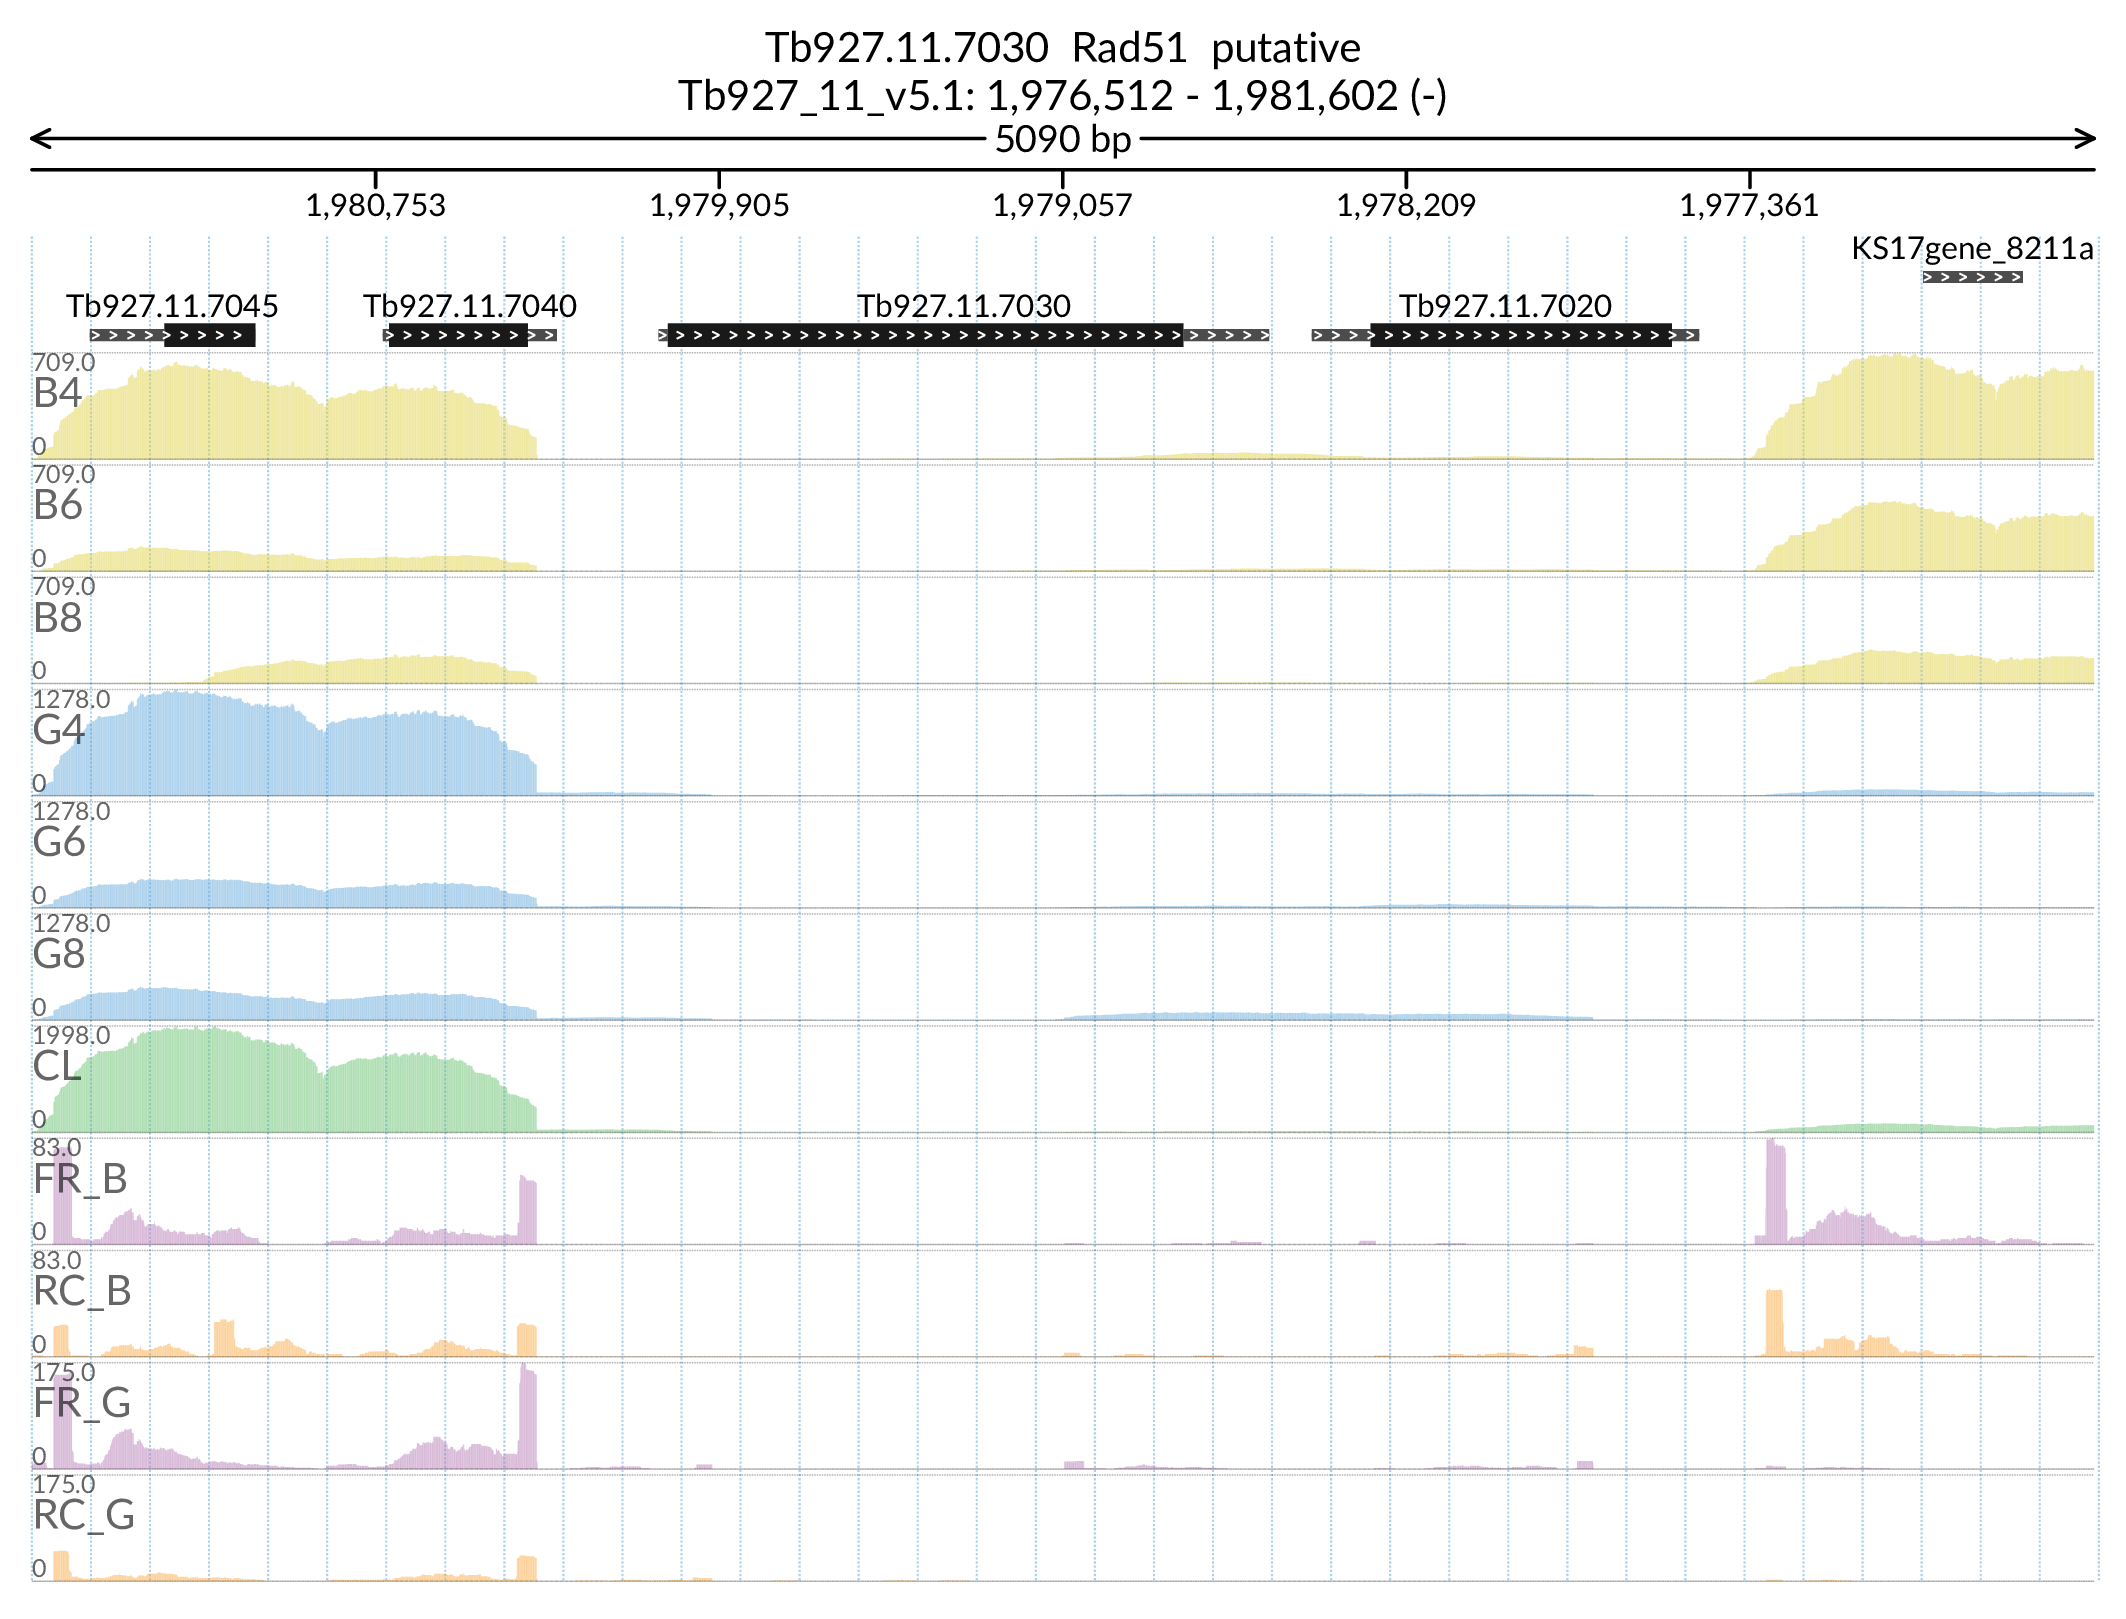 Tb927.11.7030 Rad51 putative
Tb927_11_v5.1: 1,976,512 - 1,981,602 (-)
5090 bp
1,980,753 1,979,905 1,979,057 1,978,209 1,977,361
KS17gene_8211a
Tb927.11.7045 Tb927.11.7040 Tb927.11.7030 Tb927.11.7020
709.0
B4
0
709.0
B6
0
709.0
B8
0
1278.0
G4
0
1278.0
G6
0
1278.0
G8
0
1998.0
CL
0
83.0
FR_B
0
83.0
RC_B
0
175.0
FR_G
0
175.0
RC_G
0